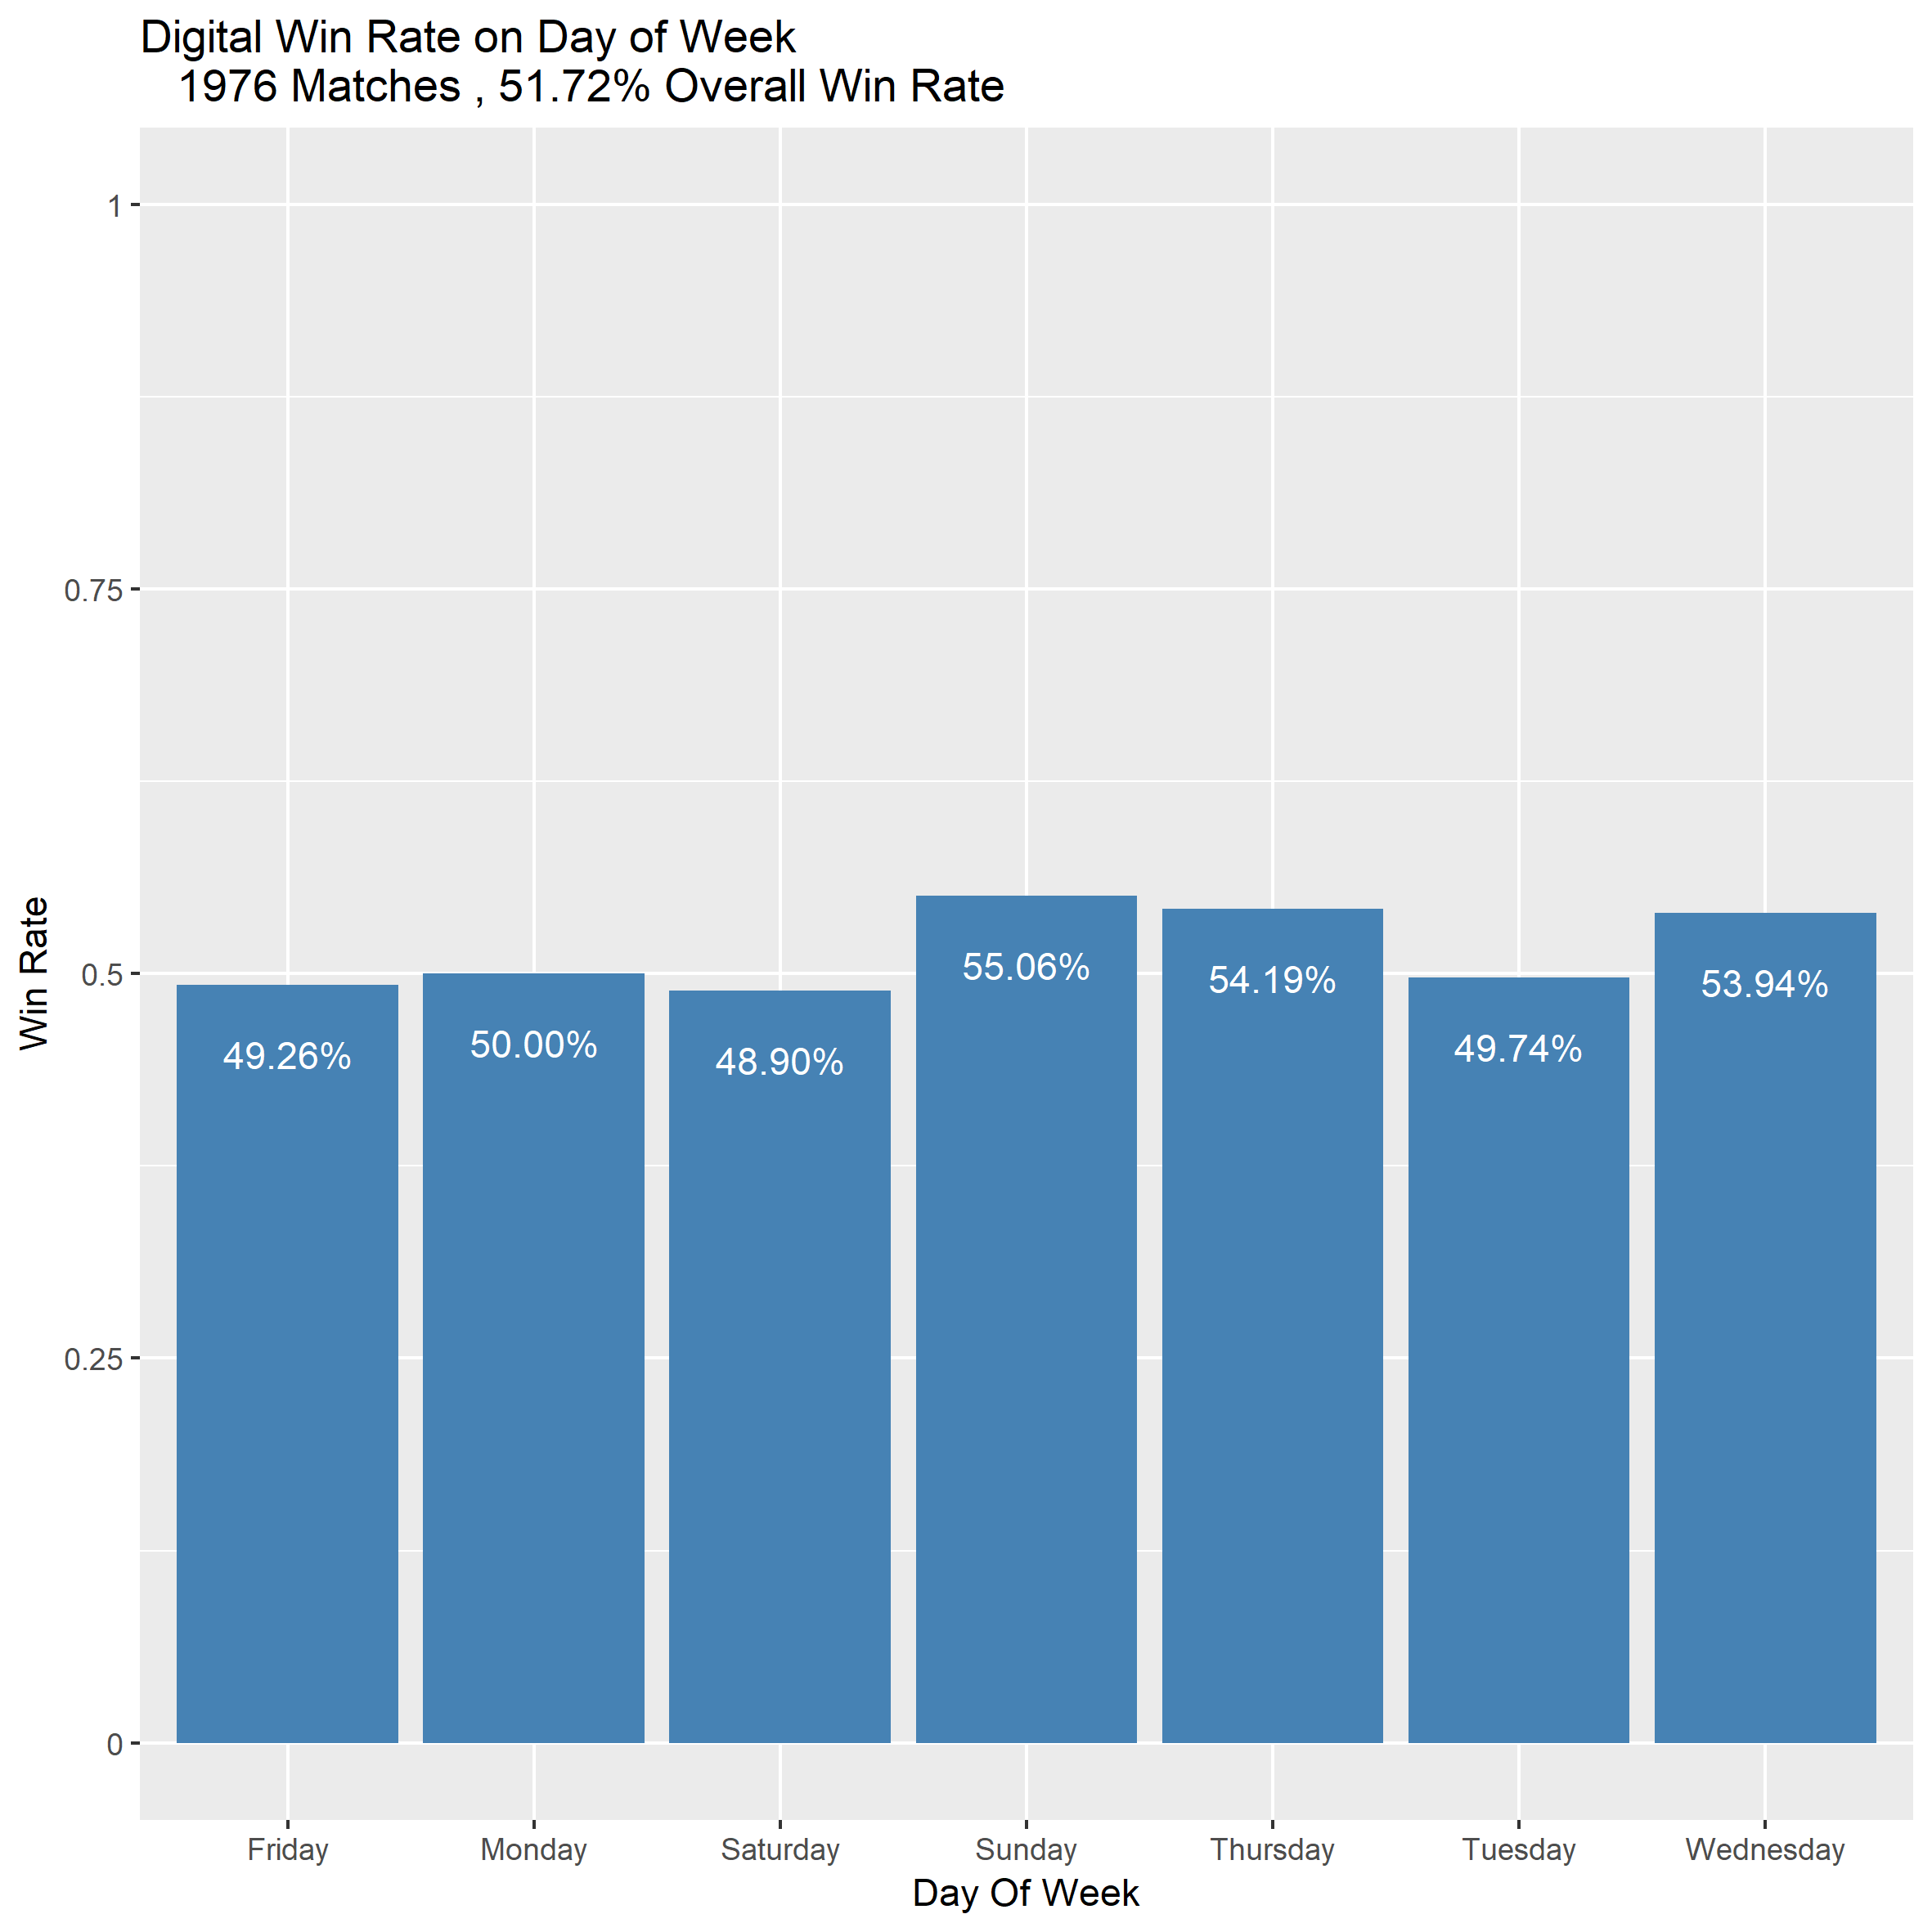 Digital Win Rate on Day of Week
1976 Matches , 51.72% Overall Win Rate
Win Rate
1
0.75
0.5
0.25
0
49.26%
50.00%
48.90%
55.06%
54.19%
49.74%
53.94%
Friday
Monday
Saturday
Sunday
Thursday
Tuesday
Wednesday
Day Of Week